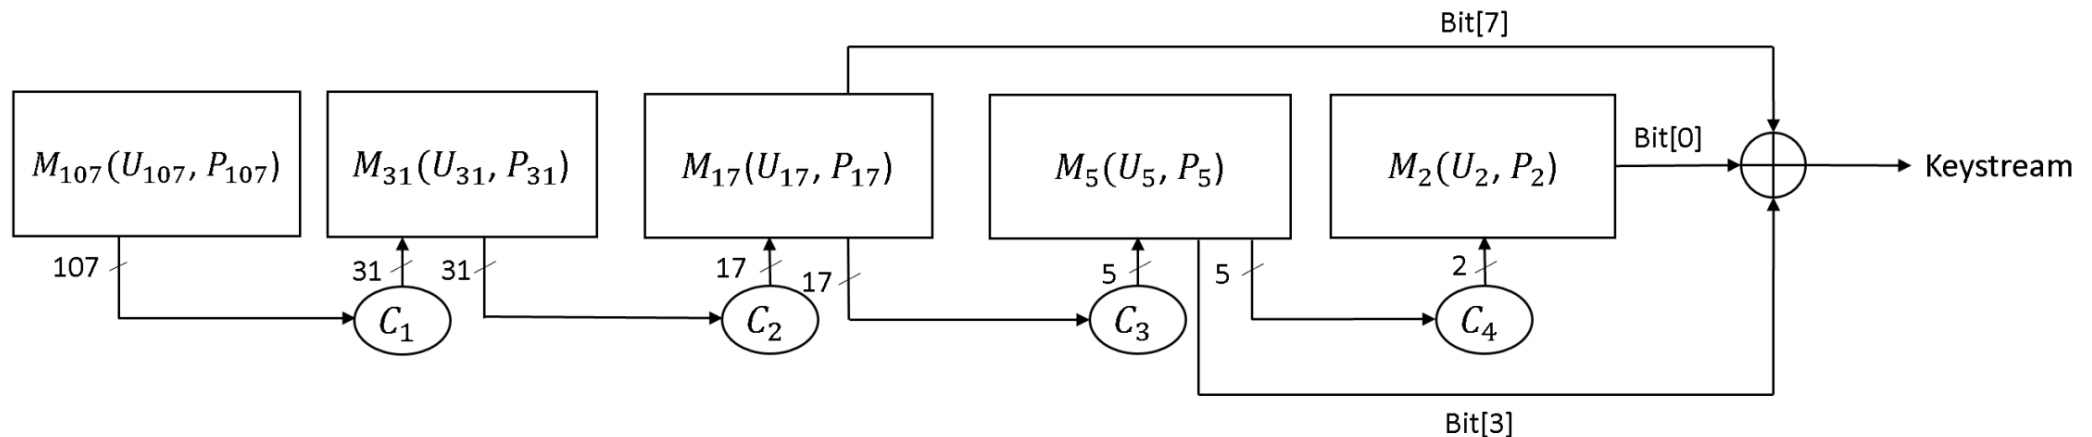 Bit[7]
M₁₀₇(U₁₀₇, P₁₀₇)
M₃₁(U₃₁, P₃₁)
M₁₇(U₁₇, P₁₇)
M₅(U₅, P₅)
M₂(U₂, P₂)
Bit[0]
Keystream
107
31
31
17
17
5
5
2
C₁
C₂
C₃
C₄
Bit[3]